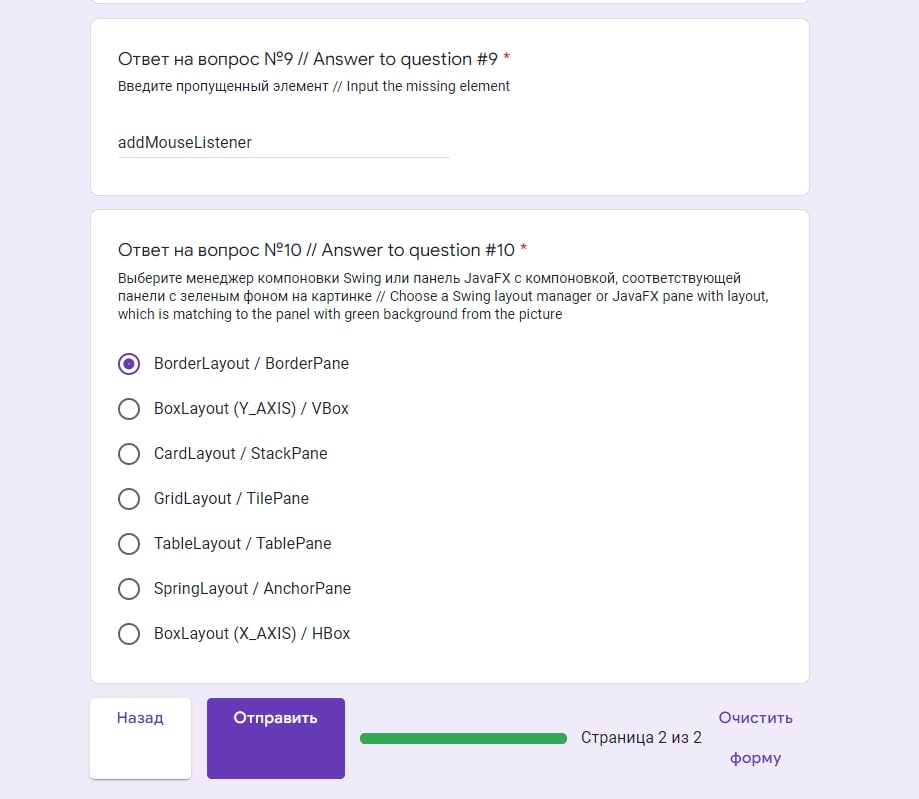 Ответ на вопрос №9 // Answer to question #9 *
Введите пропущенный элемент // Input the missing element
addMouseListener
Ответ на вопрос №10 // Answer to question #10 *
Выберите менеджер компоновки Swing или панель JavaFX с компоновкой, соответствующей
панели с зеленым фоном на картинке // Choose a Swing layout manager or JavaFX pane with layout,
which is matching to the panel with green background from the picture
BorderLayout / BorderPane
BoxLayout (Y_AXIS) / VBox
CardLayout / StackPane
GridLayout / TilePane
TableLayout / TablePane
SpringLayout / AnchorPane
BoxLayout (X_AXIS) / HBox
Назад
Отправить
Страница 2 из 2
Очистить
форму